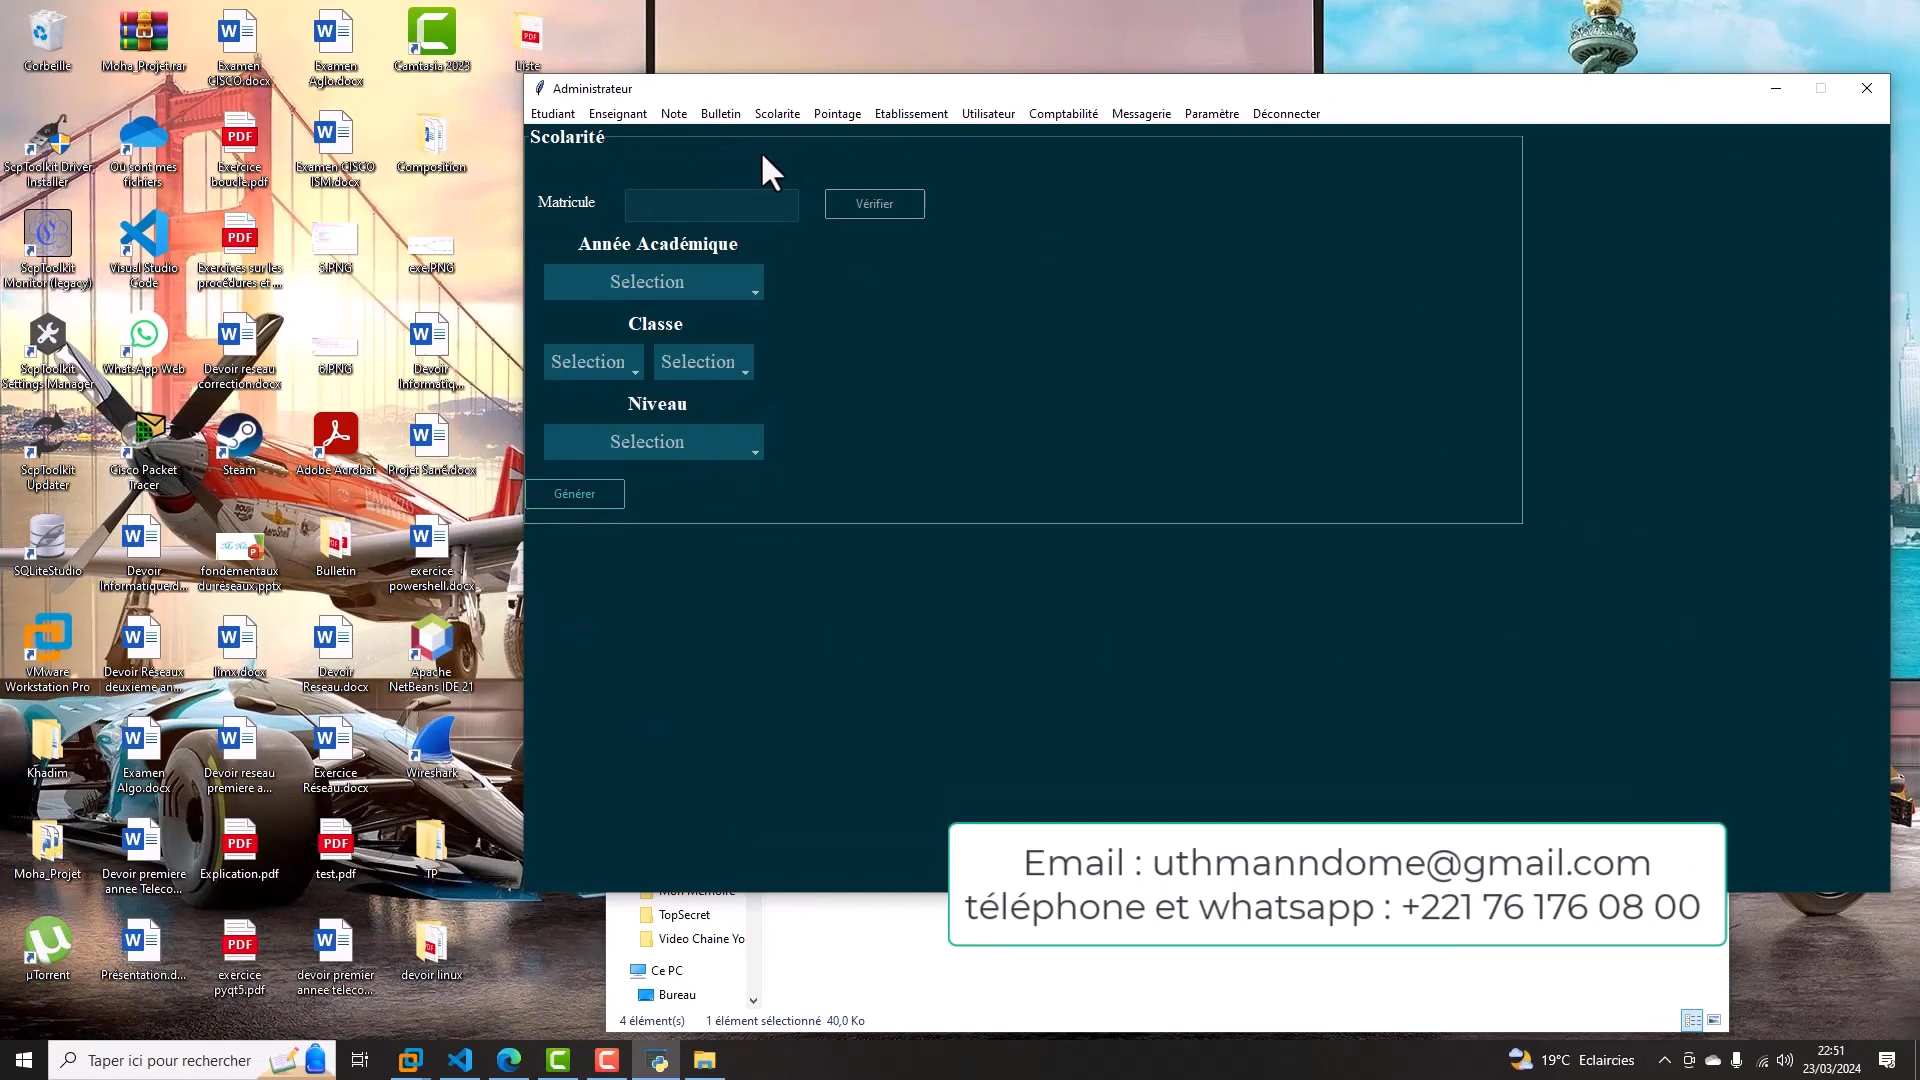 Corbeille
Moha_Projet.rar
Examen
CISCO.docx
Examen
Aglo.docx
Camtasia 2023
Liste
ScpToolkit Driver
Installer
Où sont mes
fichiers
Exercice
boucle.pdf
Examen CISCO
ISM.docx
Composition
ScpToolkit
Monitor (legacy)
Visual Studio
Code
Exercices sur les
procédures et ...
5.PNG
exe.PNG
ScpToolkit
Settings Manager
WhatsApp Web
Devoir reseau
correction.docx
6.PNG
Devoir
Informatiq...
ScpToolkit
Updater
Cisco Packet
Tracer
Steam
Adobe Acrobat
Projet Sané.docx
SQLiteStudio
Devoir
Informatique.d...
fondementaux
du réseaux.pptx
Bulletin
exercice
powershell.docx
VMware
Workstation Pro
Devoir Réseaux
deuxieme an...
Devoir
Reseau.docx
Apache
NetBeans IDE 21
Khadim
Examen
Algo.docx
Devoir reseau
premiere a...
Exercice
Réseau.docx
Wireshark
Moha_Projet
Devoir premiere
annee Teleco...
Explication.pdf
test.pdf
TP
µTorrent
Présentation.d...
exercice
pyqt5.pdf
devoir premier
annee teleco...
devoir linux
Administrateur
Etudiant Enseignant Note Bulletin Scolarite Pointage Etablissement Utilisateur Comptabilité Messagerie Paramètre Déconnecter
Scolarité
Matricule
Vérifier
Année Académique
Selection
Classe
Selection Selection
Niveau
Selection
Générer
Email : uthmanndome@gmail.com
téléphone et whatsapp : +221 76 176 08 00
TopSecret
Video Chaine Yo
Ce PC
Bureau
4 élément(s) 1 élément sélectionné 40,0 Ko
Taper ici pour rechercher
19°C Eclaircies
22:51
23/03/2024